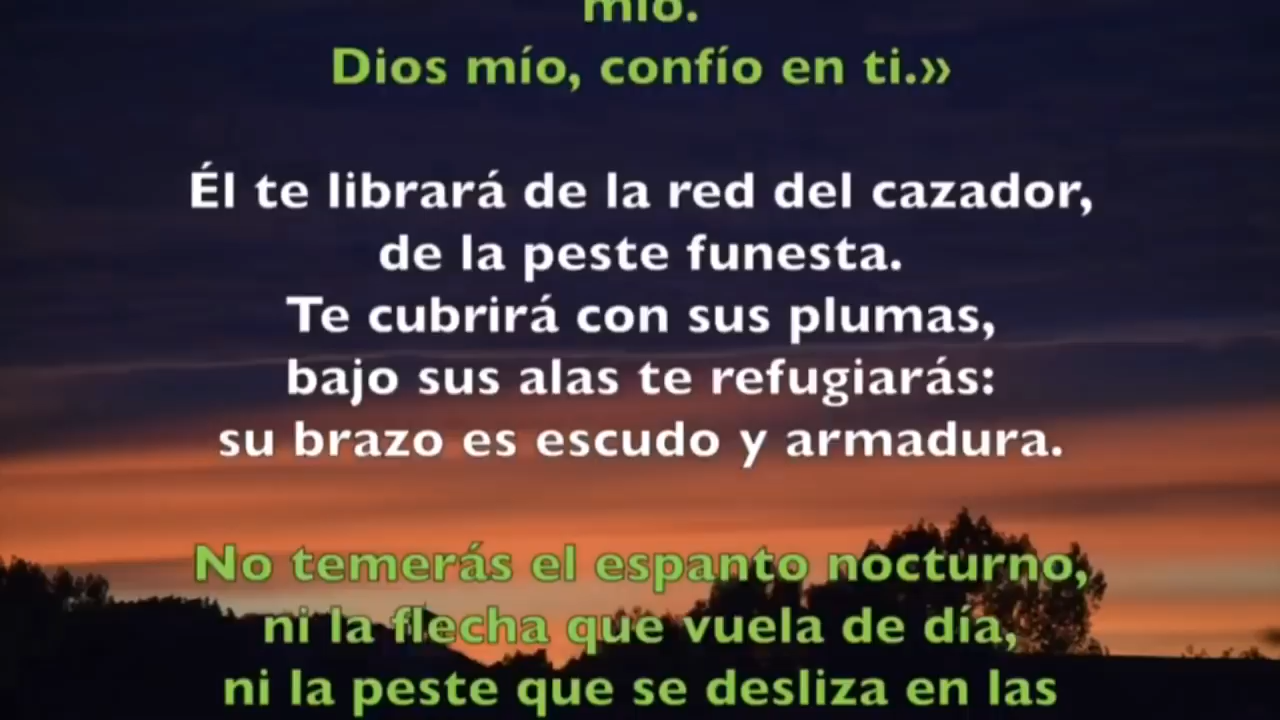 mío.
Dios mío, confío en ti.»
Él te librará de la red del cazador,
de la peste funesta.
Te cubrirá con sus plumas,
bajo sus alas te refugiarás:
su brazo es escudo y armadura.
No temerás el espanto nocturno,
ni la flecha que vuela de día,
ni la peste que se desliza en las